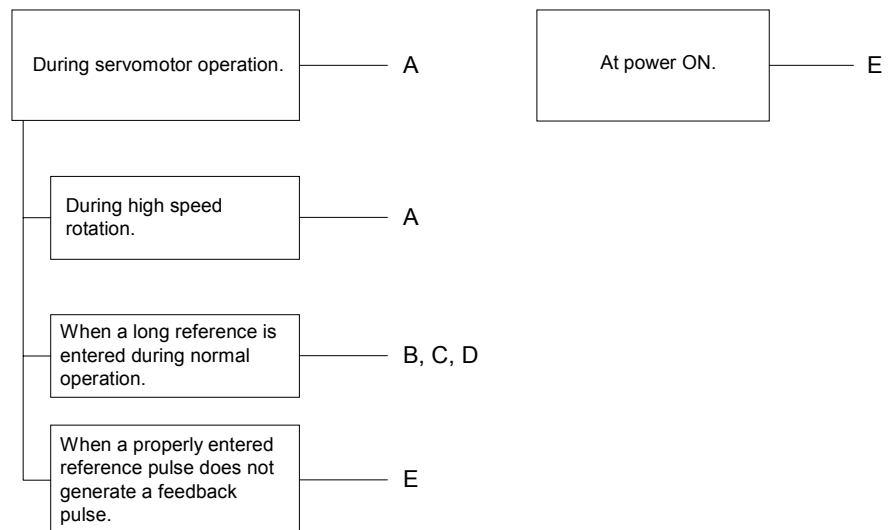 During servomotor operation.
A
At power ON.
E
During high speed
rotation.
A
When a long reference is
entered during normal
operation.
B, C, D
When a properly entered
reference pulse does not
generate a feedback
pulse.
E